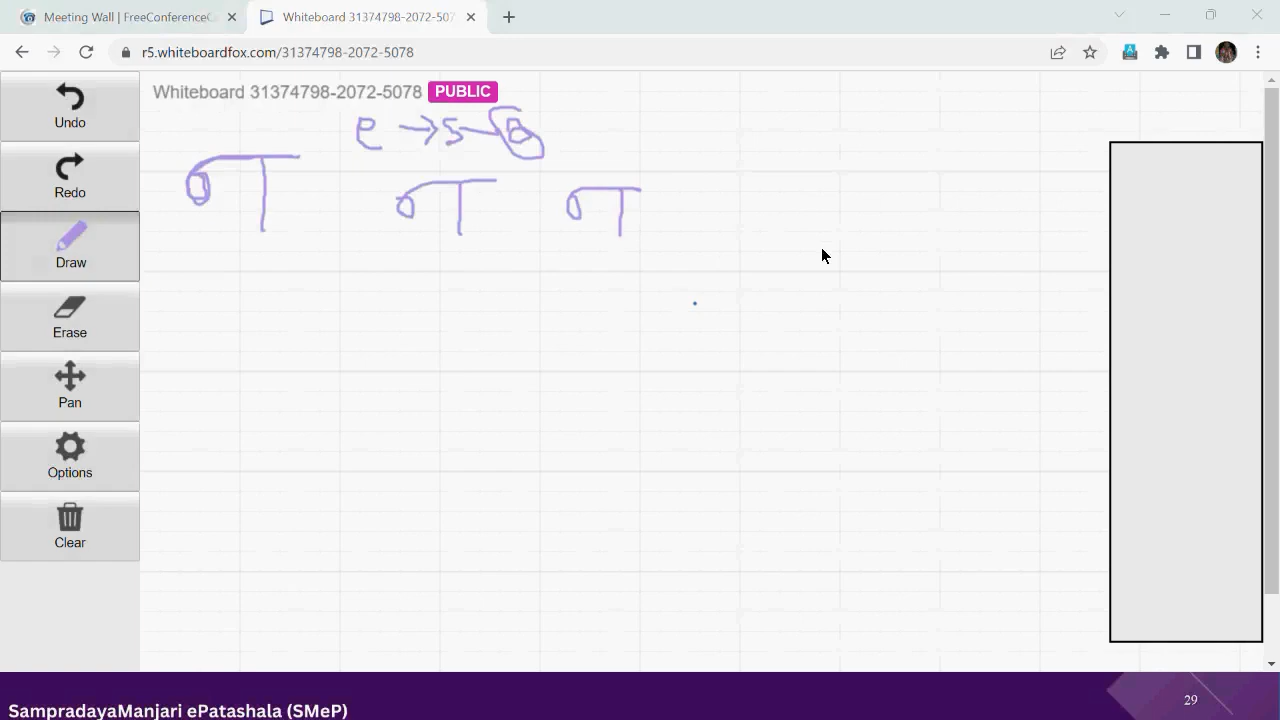 Meeting Wall | FreeConferenceC
Whiteboard 31374798-2072-507
r5.whiteboardfox.com/31374798-2072-5078
Undo
Redo
Draw
Erase
Pan
Options
Clear
Whiteboard 31374798-2072-5078 PUBLIC
SampradayaManjari ePatashala (SMeP)
29